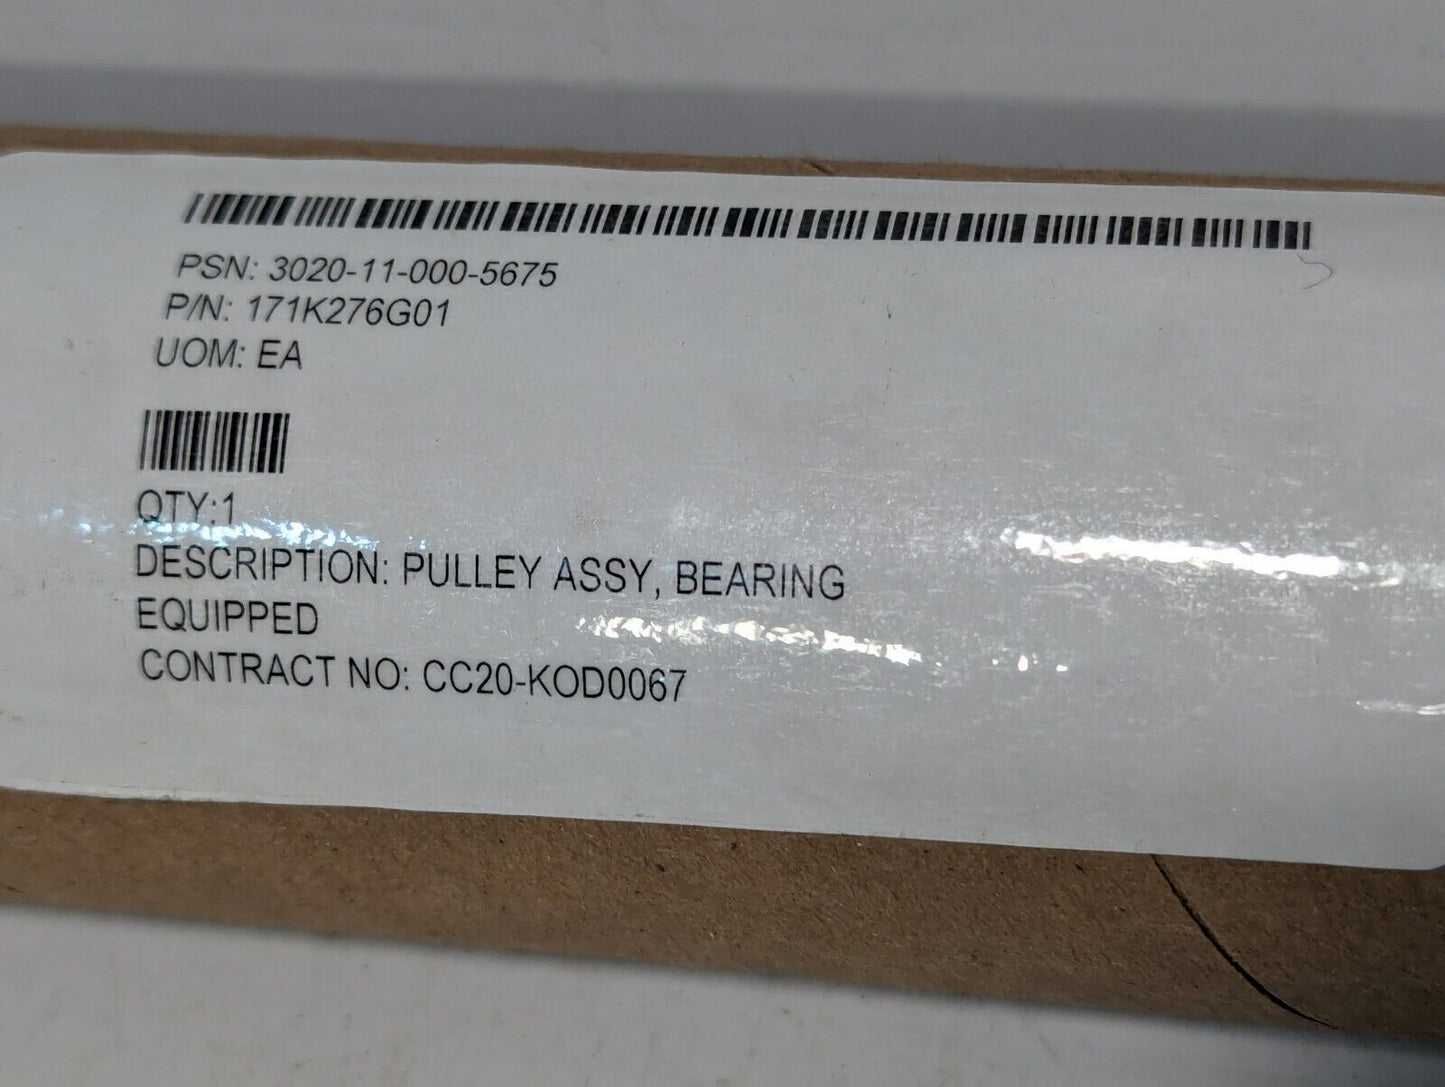 PSN: 3020-11-000-5675
P/N: 171K276G01
UOM: EA
QTY:1
DESCRIPTION: PULLEY ASSY, BEARING
EQUIPPED
CONTRACT NO: CC20-KOD0067